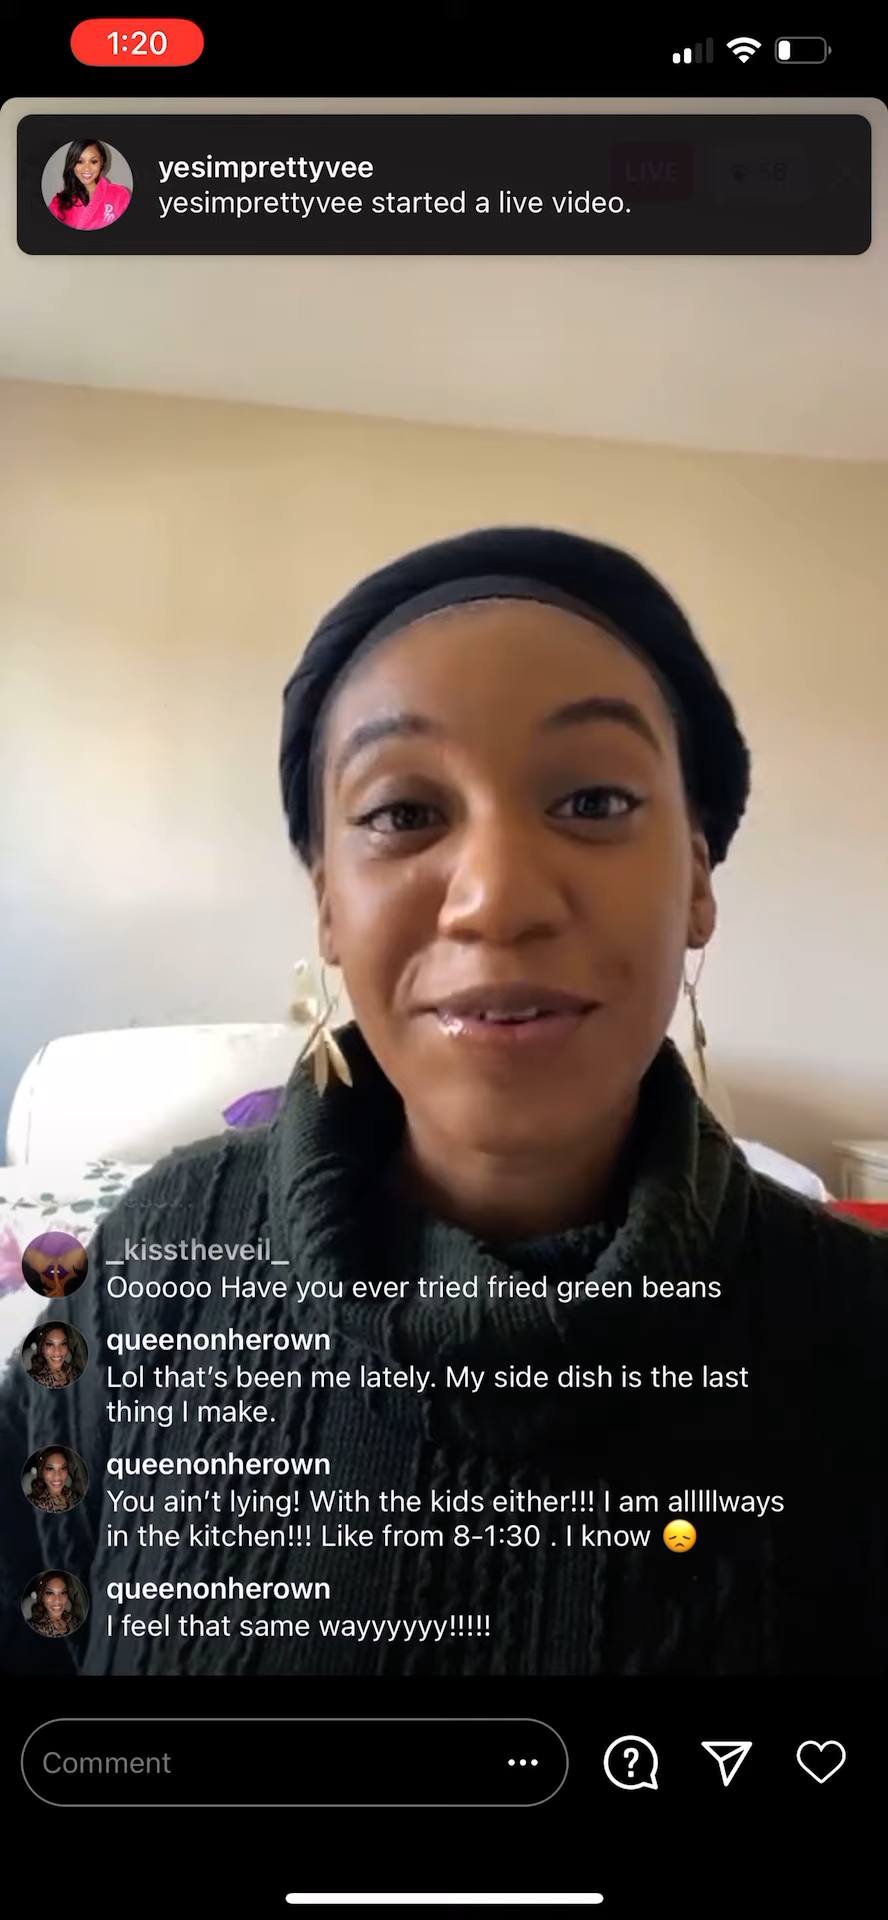 1:20
yesimprettyvee
yesimprettyvee started a live video.
LIVE
_kisstheveil_
Oooooo Have you ever tried fried green beans
queenonherown
Lol that’s been me lately. My side dish is the last
thing I make.
queenonherown
You ain’t lying! With the kids either!!! I am alllllways
in the kitchen!!! Like from 8-1:30 . I know 😞
queenonherown
I feel that same wayyyyyy!!!!!
Comment